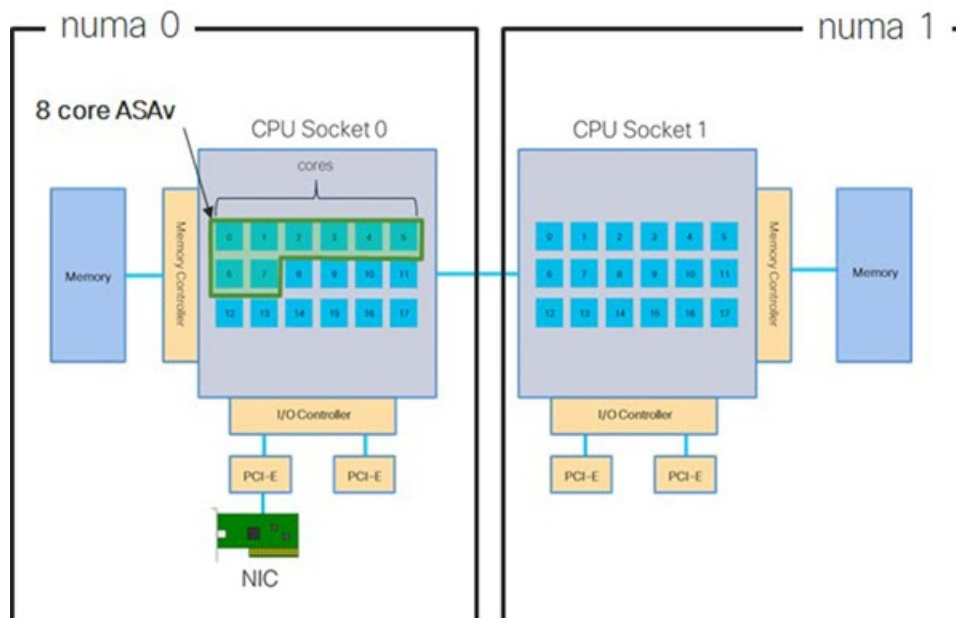 numa 0
numa 1
8 core ASAv
CPU Socket 0
CPU Socket 1
cores
0 1 2 3 4 5
0 1 2 3 4 5
Memory
Memory Controller
6 7 8 9 10 11
6 7 8 9 10 11
Memory Controller
Memory
12 13 14 15 16 17
12 13 14 15 16 17
I/O Controller
I/O Controller
PCI-E
PCI-E
PCI-E
PCI-E
NIC